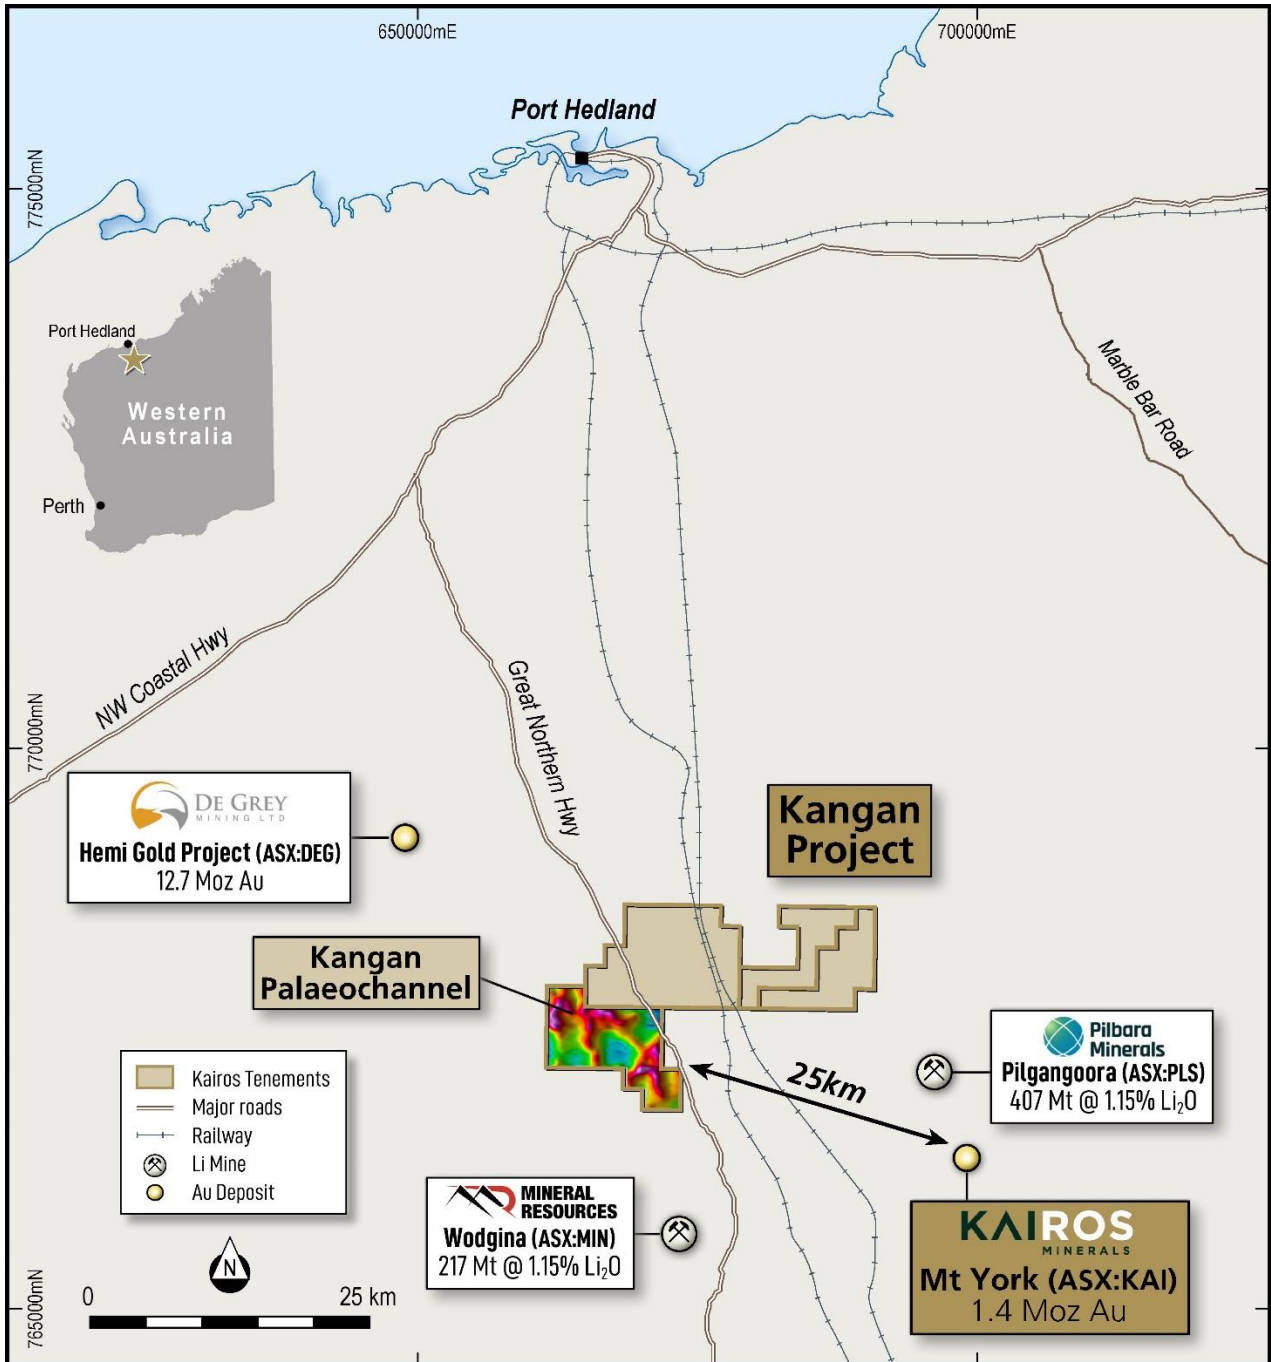 650000mE
700000mE
Port Hedland
775000mN
Port Hedland
Western
Australia
Perth
Marble Bar Road
NW Coastal Hwy
Great Northern Hwy
770000mN
DE GREY
MINING LTD
Hemi Gold Project (ASX:DEG)
12.7 Moz Au
Kangan
Project
Kangan
Palaeochannel
Pilbara
Minerals
Pilgangoora (ASX:PLS)
407 Mt @ 1.15% Li₂O
25km
Kairos Tenements
Major roads
Railway
Li Mine
Au Deposit
MINERAL
RESOURCES
Wodgina (ASX:MIN)
217 Mt @ 1.15% Li₂O
KAIROS
MINERALS
Mt York (ASX:KAI)
1.4 Moz Au
N
0
25 km
765000mN